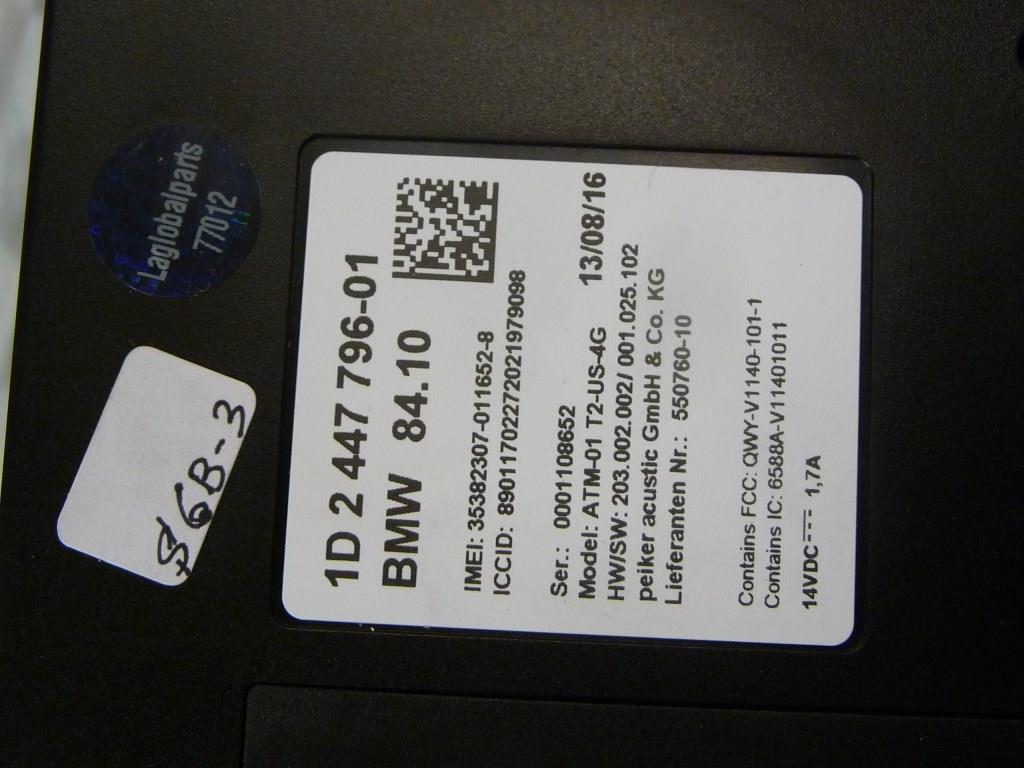 Laglobalparts
77012
S6B-3
1D 2 447 796-01
BMW 84.10
IMEI: 35382307-011652-8
ICCID: 89011702272021979098
Ser.: 0001108652
Model: ATM-01 T2-US-4G 13/08/16
HW/SW: 203.002.002/ 001.025.102
peiker acustic GmbH & Co. KG
Lieferanten Nr.: 550760-10
Contains FCC: QWY-V1140-101-1
Contains IC: 6588A-V11401011
14VDC⎓ 1,7A